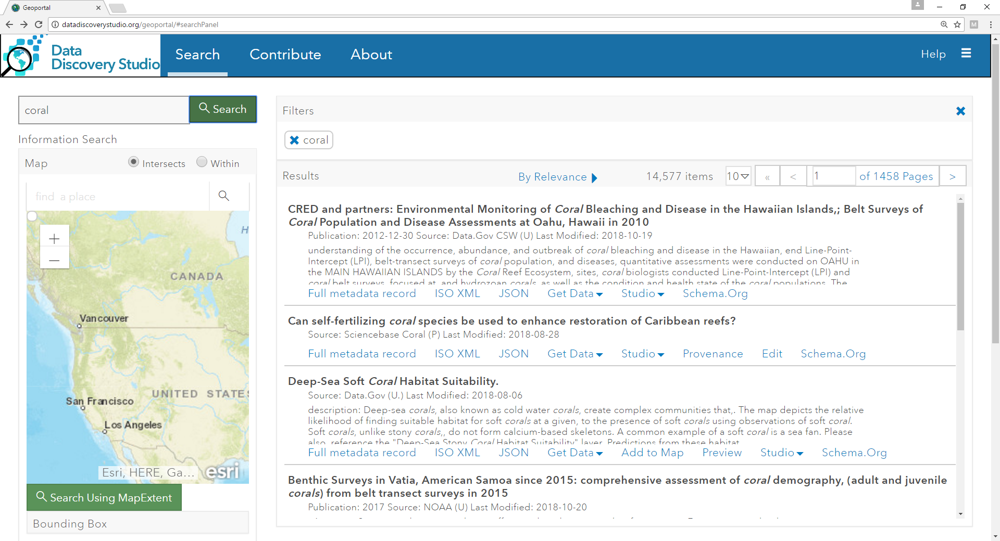 Geoportal
datadiscoverystudio.org/geoportal/#searchPanel
M
Data
Discovery Studio
Search
Contribute
About
Help
coral
Search
Information Search
Map
Intersects
Within
find a place
H
CANADA
Vancouver
UNITED STATES
San Francisco
Los Angeles
Esri, HERE, Ga...
esri
Search Using MapExtent
Bounding Box
Filters
coral
Results
By Relevance
14,577 items
10
«
<
1
of 1458 Pages
>
CRED and partners: Environmental Monitoring of Coral Bleaching and Disease in the Hawaiian Islands,; Belt Surveys of
Coral Population and Disease Assessments at Oahu, Hawaii in 2010
Publication: 2012-12-30 Source: Data.Gov CSW (U) Last Modified: 2018-10-19
understanding of the occurrence, abundance, and outbreak of coral bleaching and disease in the Hawaiian, end Line-Point-
Intercept (LPI), belt-transect surveys of coral population, and diseases, quantitative assessments were conducted on OAHU in
the MAIN HAWAIIAN ISLANDS by the Coral Reef Ecosystem, sites, coral biologists conducted Line-Point-Intercept (LPI) and
coral belt surveys, focused at, and hydrozoan corals, as well as the condition and health state of the coral populations. The
Full metadata record ISO XML JSON Get Data Studio Schema.Org
Can self-fertilizing coral species be used to enhance restoration of Caribbean reefs?
Source: Sciencebase Coral (P) Last Modified: 2018-08-28
Full metadata record ISO XML JSON Get Data Studio Provenance Edit Schema.Org
Deep-Sea Soft Coral Habitat Suitability.
Source: Data.Gov (U.) Last Modified: 2018-08-06
description: Deep-sea corals, also known as cold water corals, create complex communities that,. The map depicts the relative
likelihood of finding suitable habitat for soft corals at a given, to the presence of soft corals using observations of soft coral.
Soft corals, unlike stony corals,, do not form calcium-based skeletons. A common example of a soft coral is a sea fan. Please
also, reference the "Deep-Sea Stony Coral Habitat Suitability" layer. Predictions from these habitat
Full metadata record ISO XML JSON Get Data Add to Map Preview Studio Schema.Org
Benthic Surveys in Vatia, American Samoa since 2015: comprehensive assessment of coral demography, (adult and juvenile
corals) from belt transect surveys in 2015
Publication: 2017 Source: NOAA (U) Last Modified: 2018-10-20